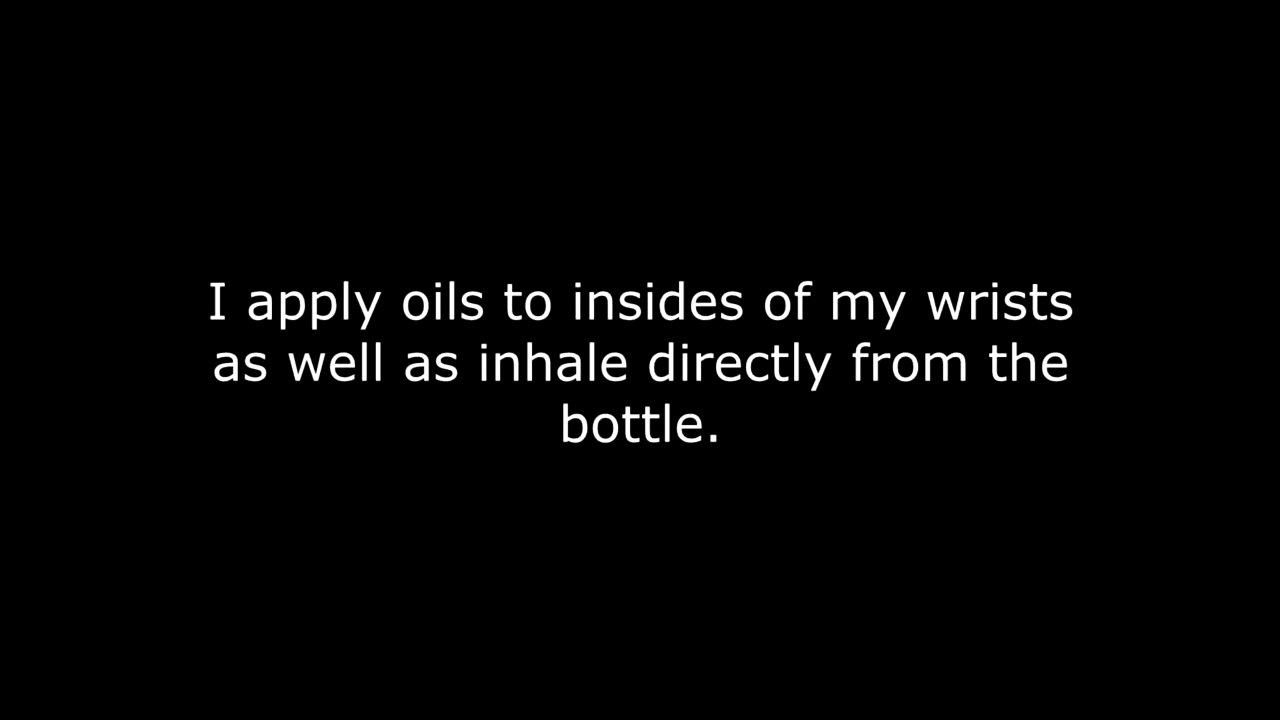 I apply oils to insides of my wrists
as well as inhale directly from the
bottle.